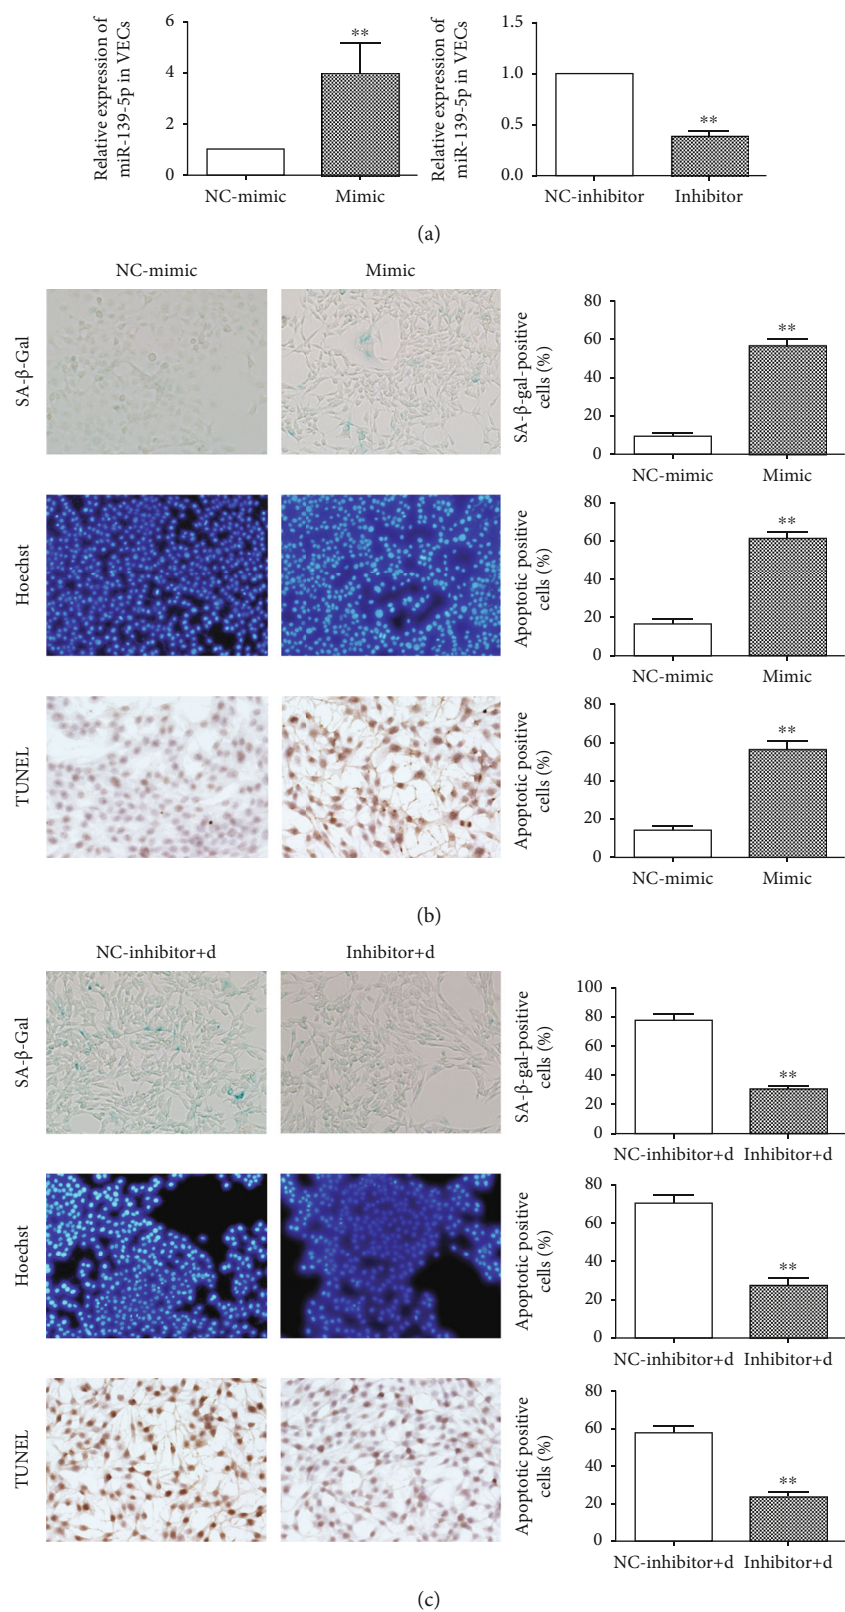 Relative expression of
miR-139-5p in VECs
6
4
2
0
**
NC-mimic
Mimic
Relative expression of
miR-139-5p in VECs
1.5
1.0
0.5
0.0
**
NC-inhibitor
Inhibitor
(a)
NC-mimic
Mimic
SA-β-Gal
SA-β-gal-positive
cells (%)
80
60
40
20
0
**
NC-mimic
Mimic
Hoechst
Apoptotic positive
cells (%)
80
60
40
20
0
**
NC-mimic
Mimic
TUNEL
Apoptotic positive
cells (%)
80
60
40
20
0
**
NC-mimic
Mimic
(b)
NC-inhibitor+d
Inhibitor+d
SA-β-Gal
SA-β-gal-positive
cells (%)
100
80
60
40
20
0
**
NC-inhibitor+d
Inhibitor+d
Hoechst
Apoptotic positive
cells (%)
80
60
40
20
0
**
NC-inhibitor+d
Inhibitor+d
TUNEL
Apoptotic positive
cells (%)
80
60
40
20
0
**
NC-inhibitor+d
Inhibitor+d
(c)